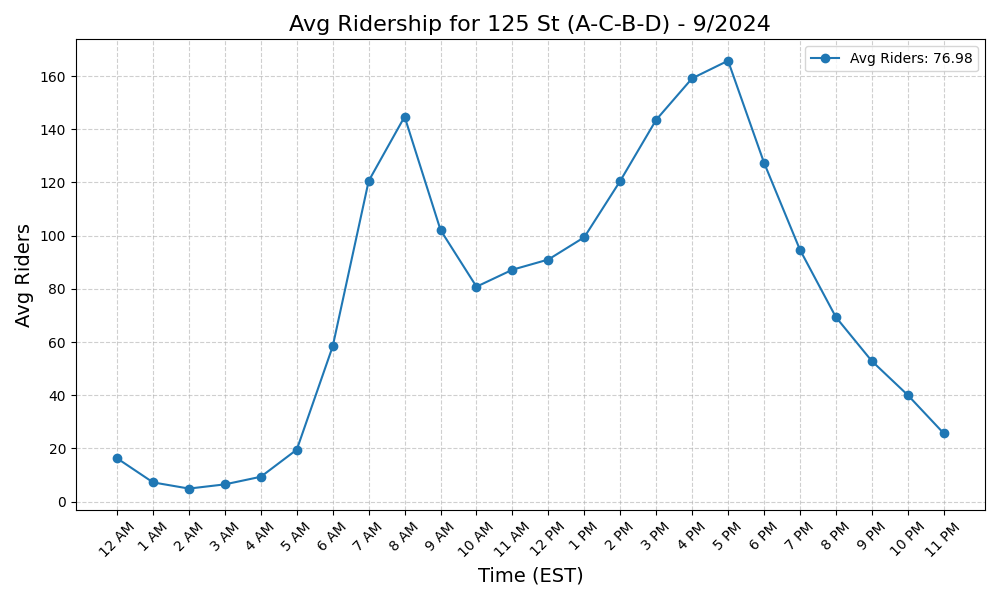 Avg Ridership for 125 St (A-C-B-D) - 9/2024
Avg Riders: 76.98
Avg Riders
160
140
120
100
80
60
40
20
0
12 AM
1 AM
2 AM
3 AM
4 AM
5 AM
6 AM
7 AM
8 AM
9 AM
10 AM
11 AM
12 PM
1 PM
2 PM
3 PM
4 PM
5 PM
6 PM
7 PM
8 PM
9 PM
10 PM
11 PM
Time (EST)